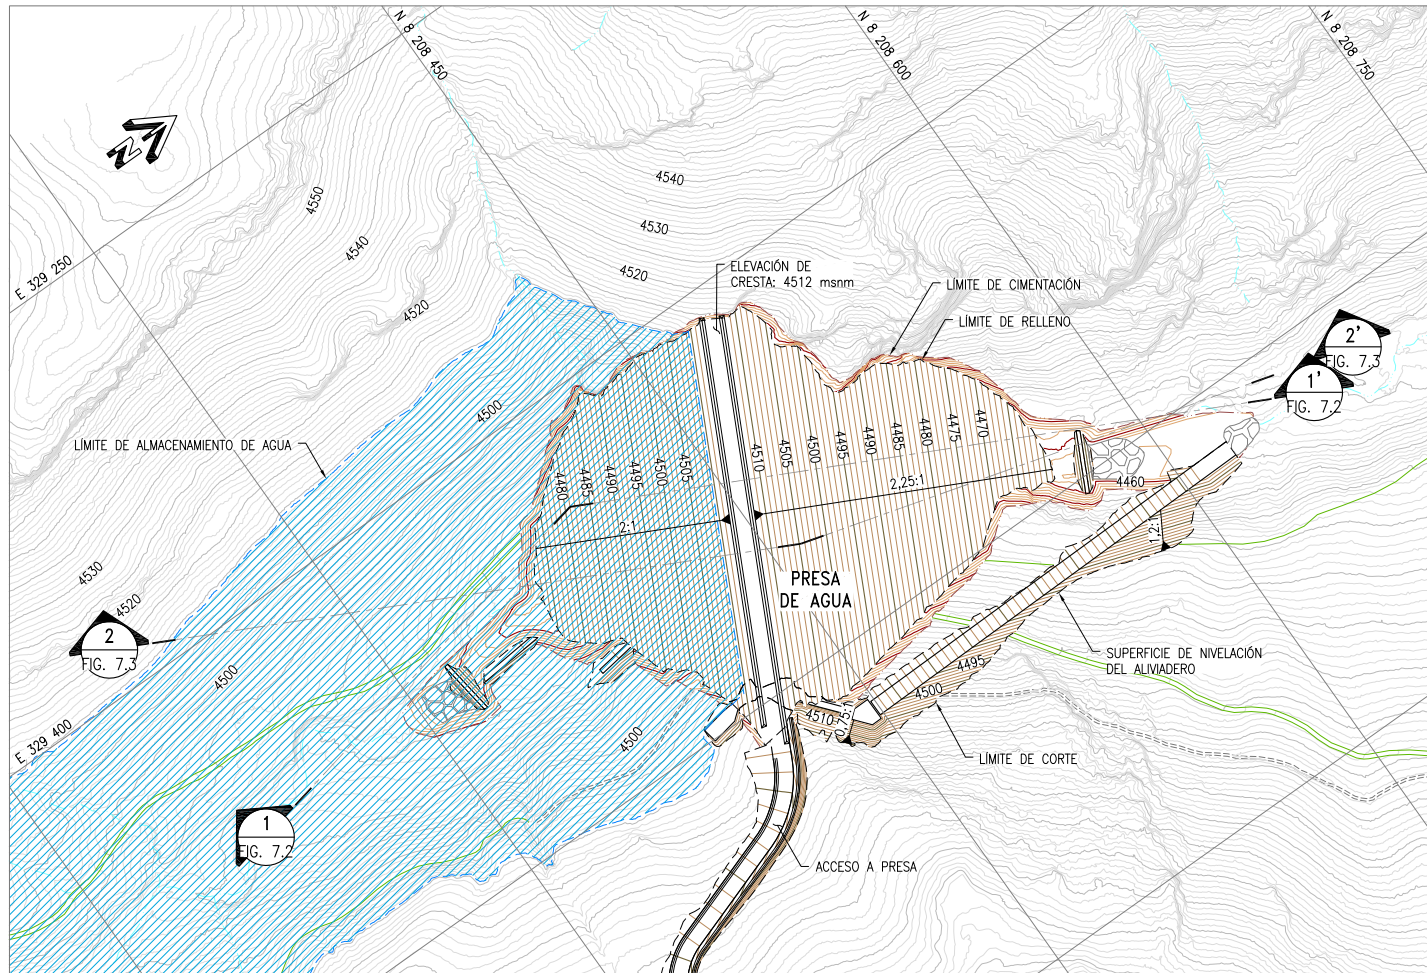 N 8 208 450
N 8 208 600
N 8 208 750
N
4550
4540
4540
4530
4520
4520
E 329 250
ELEVACIÓN DE
CRESTA: 4512 msnm
LÍMITE DE CIMENTACIÓN
LÍMITE DE RELLENO
2'
FIG. 7.3
1'
FIG. 7.2
4500
LÍMITE DE ALMACENAMIENTO DE AGUA
4480
4485
4490
4495
4500
4505
4510
4505
4500
4495
4490
4485
4480
4475
4470
2,25:1
4460
2:1
1,2:1
4530
4520
PRESA
DE AGUA
2
FIG. 7.3
4500
SUPERFICIE DE NIVELACIÓN
DEL ALIVIADERO
4495
4500
4510
0,75:1
4500
E 329 400
LÍMITE DE CORTE
1
FIG. 7.2
ACCESO A PRESA